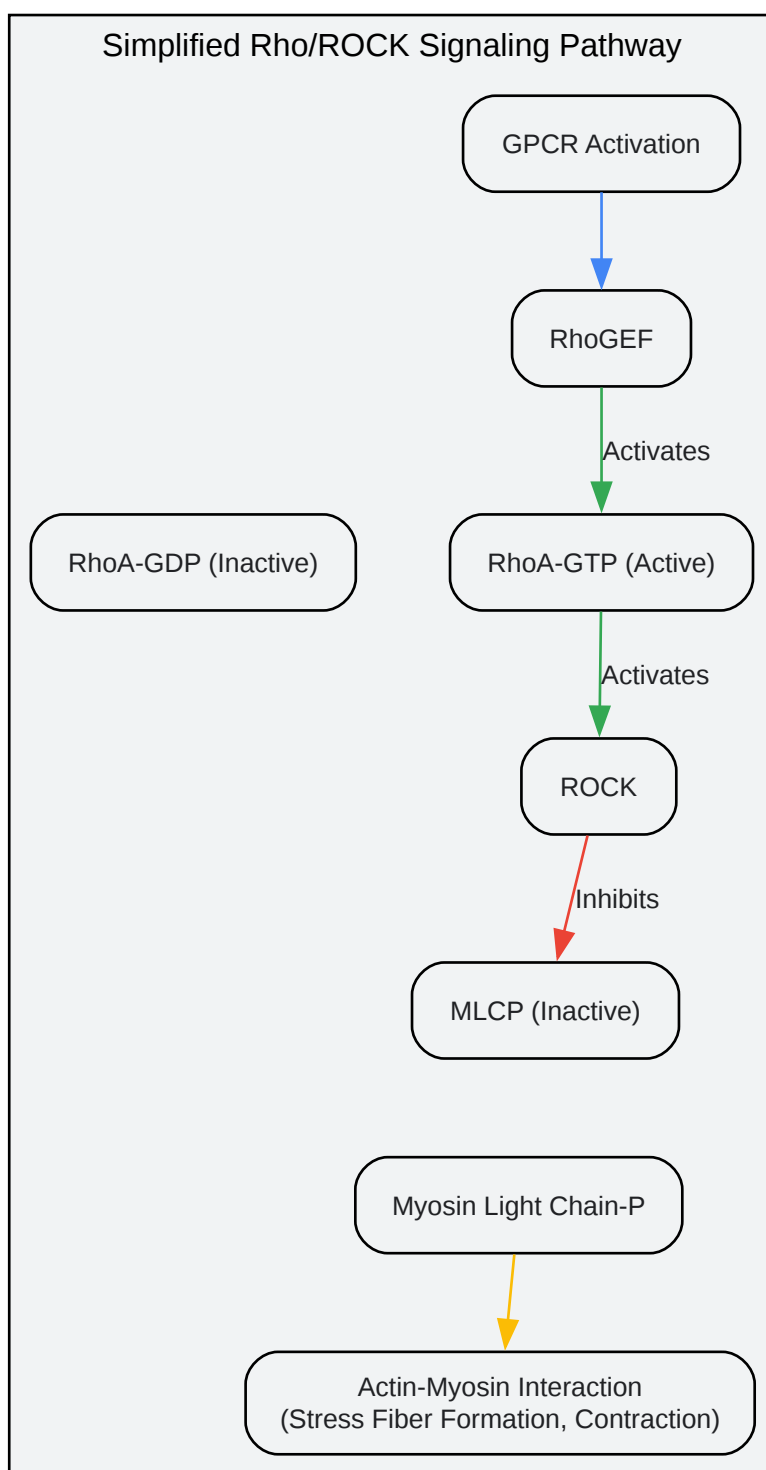 Simplified Rho/ROCK Signaling Pathway
GPCR Activation
RhoGEF
Activates
RhoA-GDP (Inactive)
RhoA-GTP (Active)
Activates
ROCK
Inhibits
MLCP (Inactive)
Myosin Light Chain-P
Actin-Myosin Interaction
(Stress Fiber Formation, Contraction)